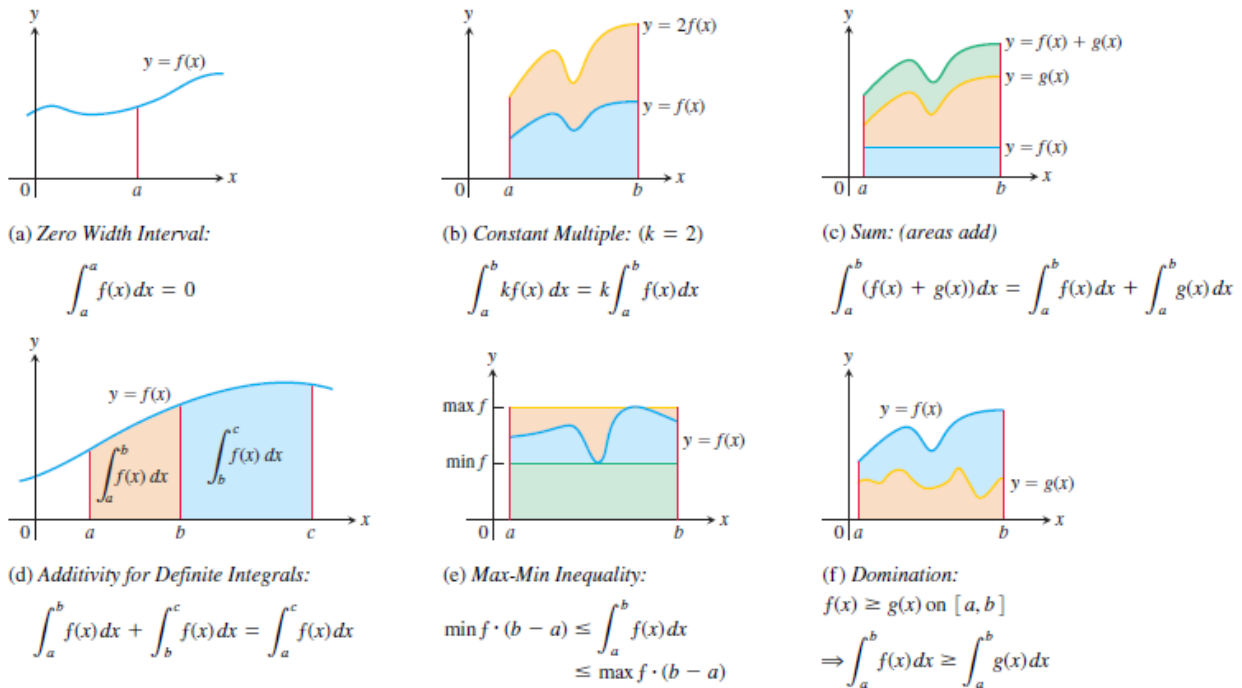 y
y = f(x)
0
a
x
(a) Zero Width Interval:
∫_a^a f(x) dx = 0
y
y = 2f(x)
y = f(x)
0
a
b
x
(b) Constant Multiple: (k = 2)
∫_a^b kf(x) dx = k ∫_a^b f(x) dx
y
y = f(x) + g(x)
y = g(x)
y = f(x)
0
a
b
x
(c) Sum: (areas add)
∫_a^b (f(x) + g(x)) dx = ∫_a^b f(x) dx + ∫_a^b g(x) dx
y
y = f(x)
∫_a^b f(x) dx
∫_b^c f(x) dx
0
a
b
c
x
(d) Additivity for Definite Integrals:
∫_a^b f(x) dx + ∫_b^c f(x) dx = ∫_a^c f(x) dx
y
max f
min f
y = f(x)
0
a
b
x
(e) Max-Min Inequality:
min f · (b − a) ≤ ∫_a^b f(x) dx
≤ max f · (b − a)
y
y = f(x)
y = g(x)
0
a
b
x
(f) Domination:
f(x) ≥ g(x) on [a, b]
⇒ ∫_a^b f(x) dx ≥ ∫_a^b g(x) dx